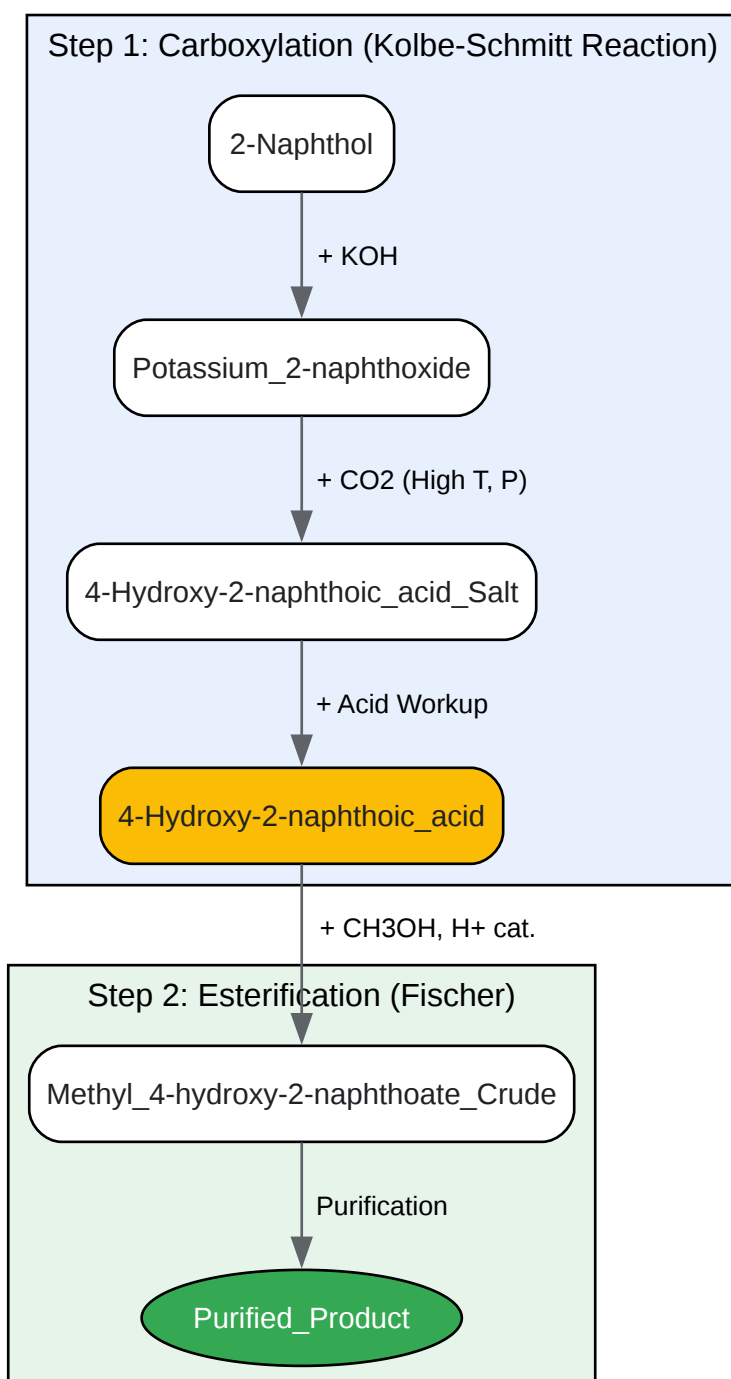 Step 1: Carboxylation (Kolbe-Schmitt Reaction)
2-Naphthol
+ KOH
Potassium_2-naphthoxide
+ CO2 (High T, P)
4-Hydroxy-2-naphthoic_acid_Salt
+ Acid Workup
4-Hydroxy-2-naphthoic_acid
+ CH3OH, H+ cat.
Step 2: Esterification (Fischer)
Methyl_4-hydroxy-2-naphthoate_Crude
Purification
Purified_Product